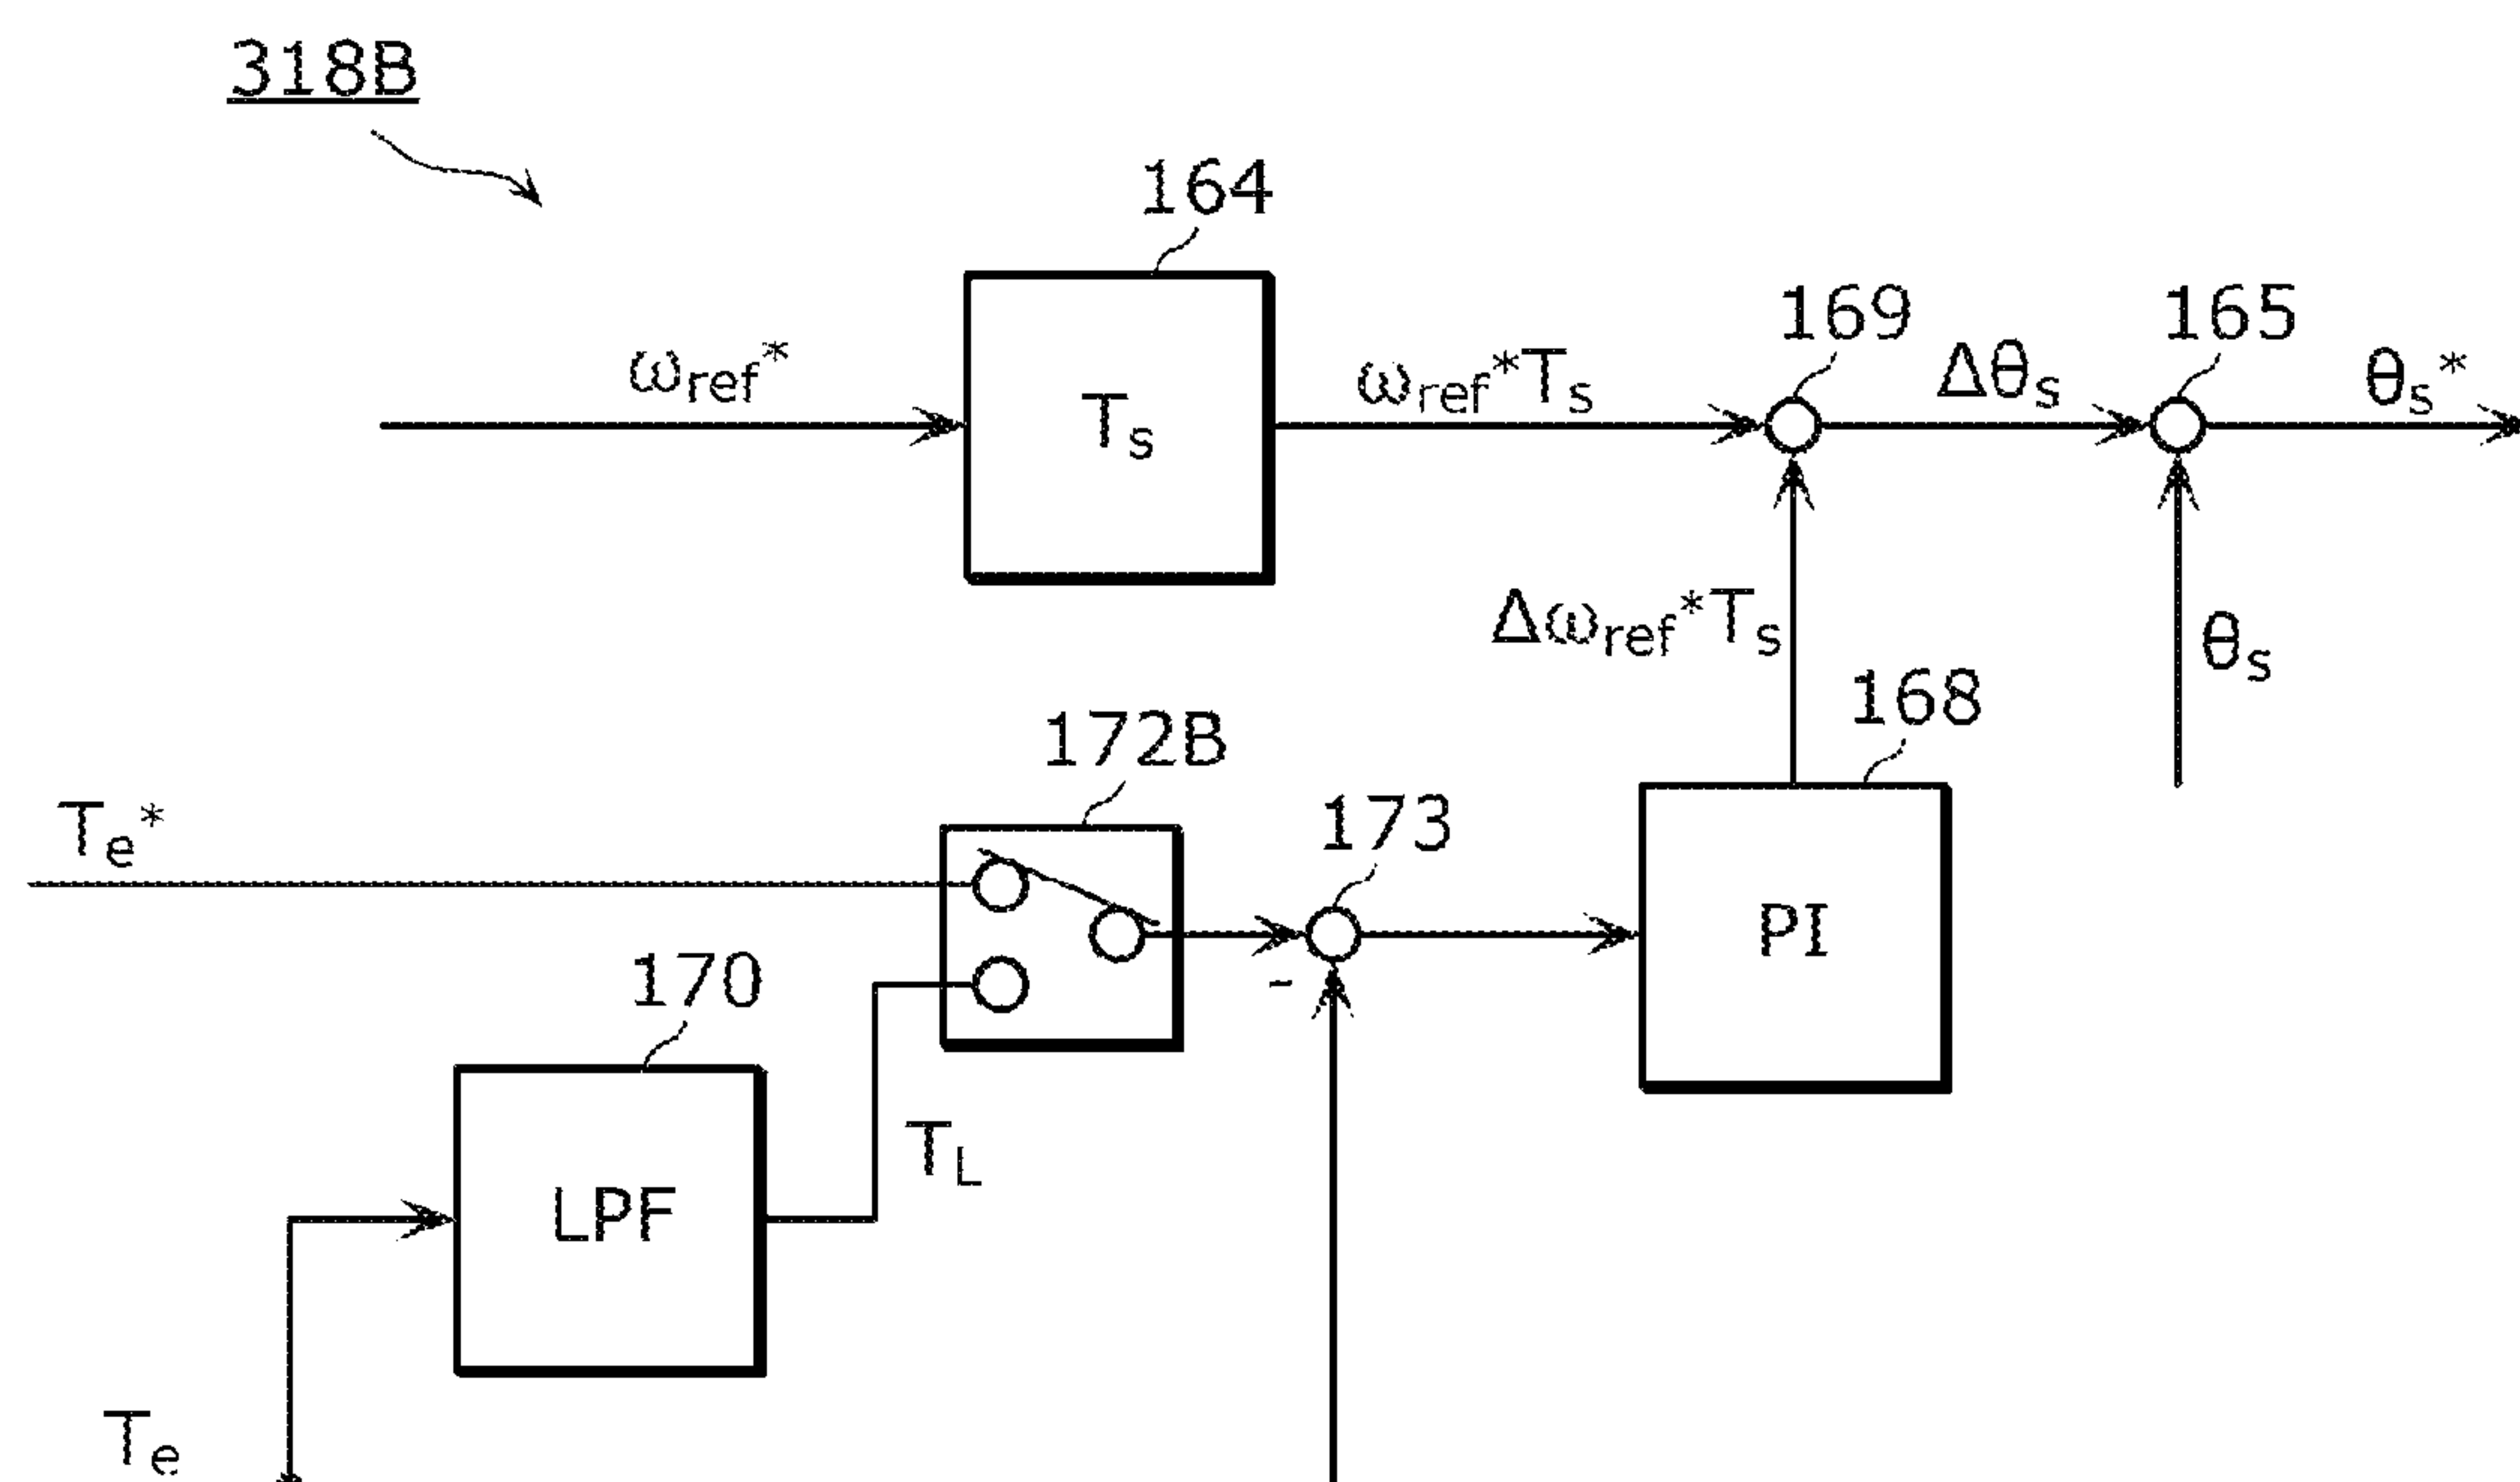 318B
164
169
165
ωref*
Ts
ωref*Ts
Δθs
θs*
Δωref*Ts
θs
168
172B
173
Te*
PI
170
-
TL
LPF
Te